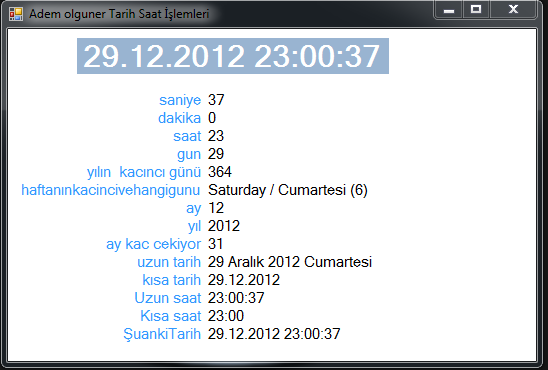 Adem olguner Tarih Saat İşlemleri
29.12.2012 23:00:37
saniye 37
dakika 0
saat 23
gun 29
yılın kacıncı günü 364
haftanınkacincivehangigunu Saturday / Cumartesi (6)
ay 12
yıl 2012
ay kac cekiyor 31
uzun tarih 29 Aralık 2012 Cumartesi
kısa tarih 29.12.2012
Uzun saat 23:00:37
Kısa saat 23:00
ŞuankiTarih 29.12.2012 23:00:37